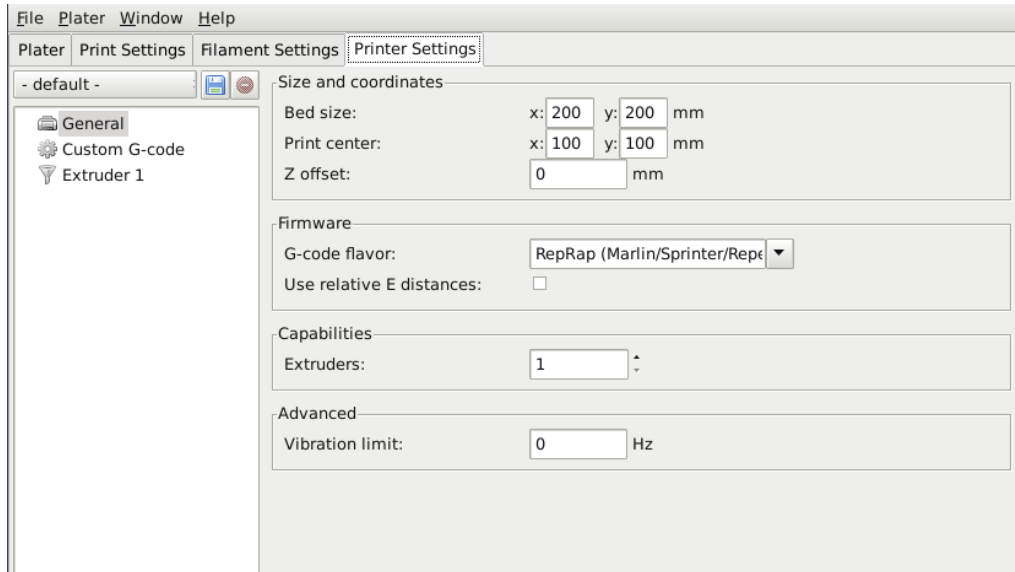 File Plater Window Help
Plater Print Settings Filament Settings Printer Settings
- default -
General
Custom G-code
Extruder 1
Size and coordinates
Bed size: x: 200 y: 200 mm
Print center: x: 100 y: 100 mm
Z offset: 0 mm
Firmware
G-code flavor: RepRap (Marlin/Sprinter/Repe
Use relative E distances:
Capabilities
Extruders: 1
Advanced
Vibration limit: 0 Hz